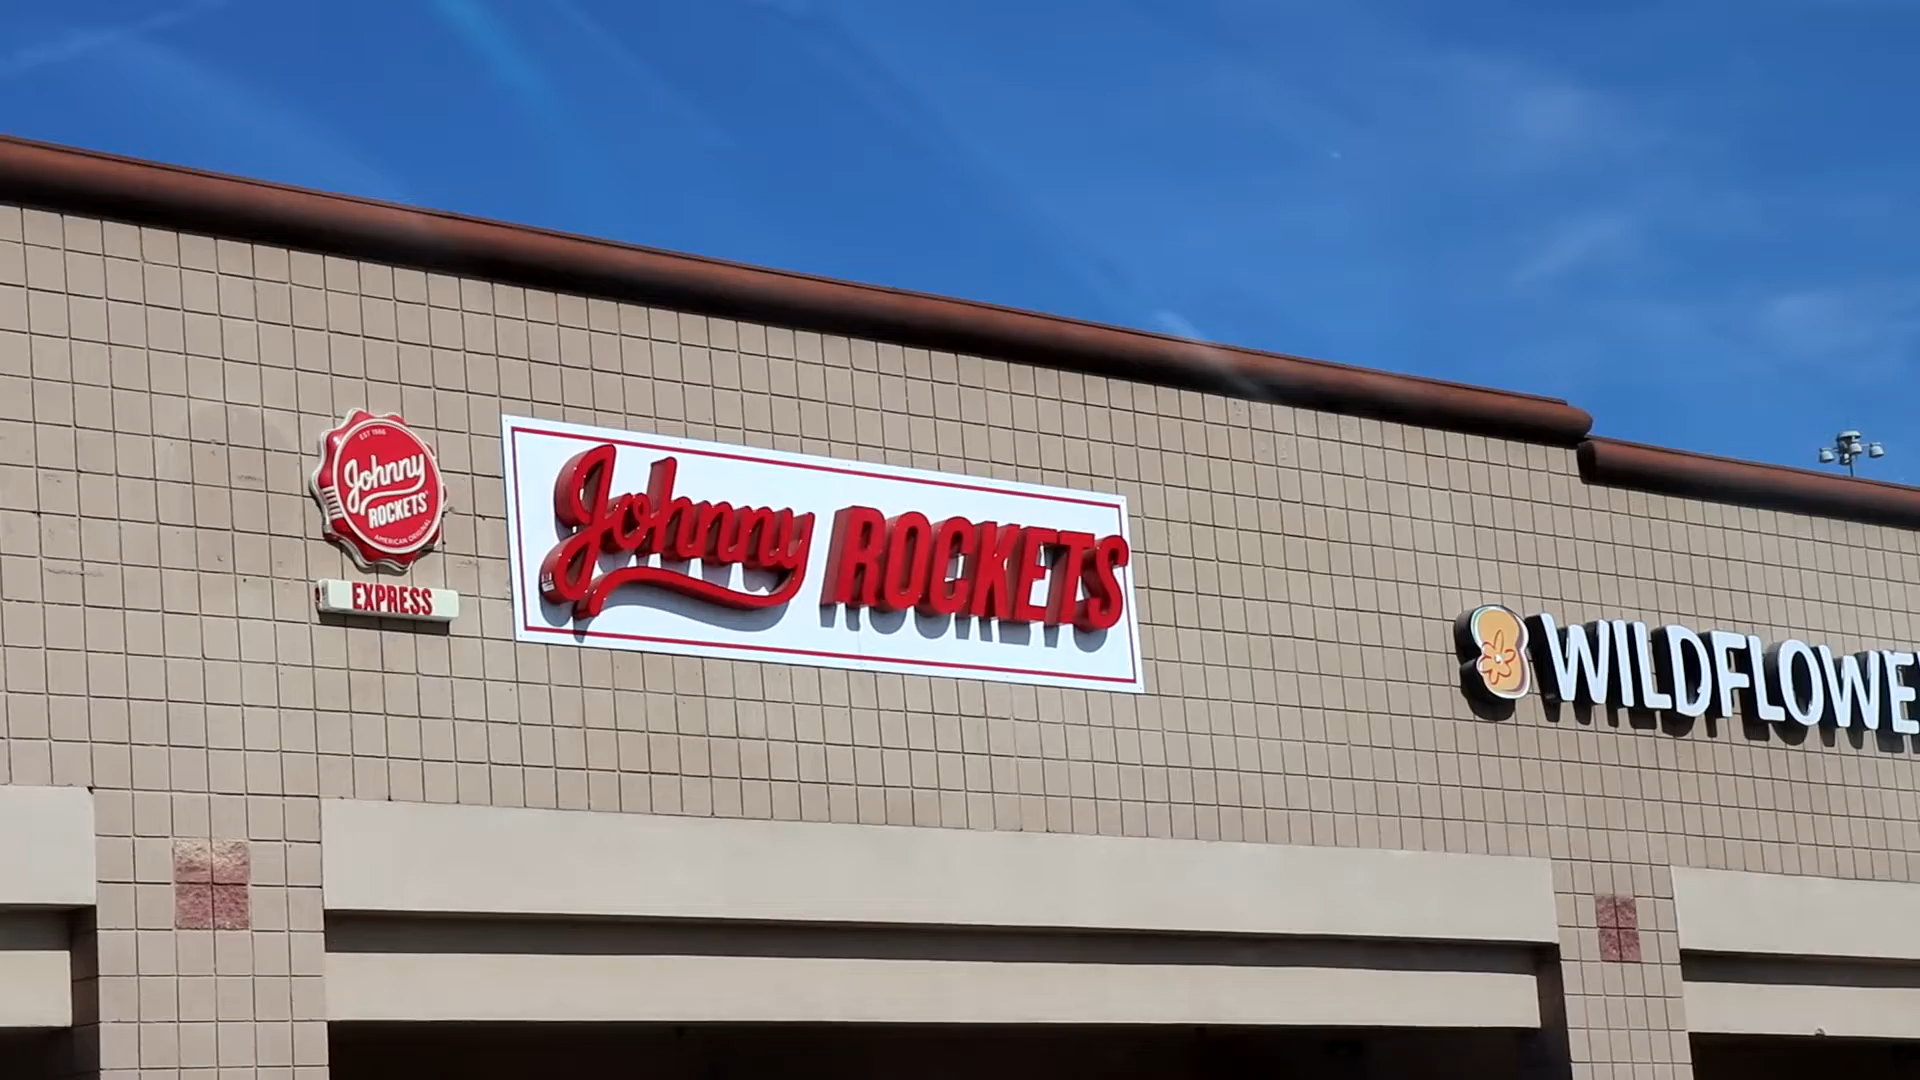 EST 1986
Johnny
ROCKETS
AMERICAN ORIGINAL
EXPRESS
Johnny ROCKETS
WILDFLOWE